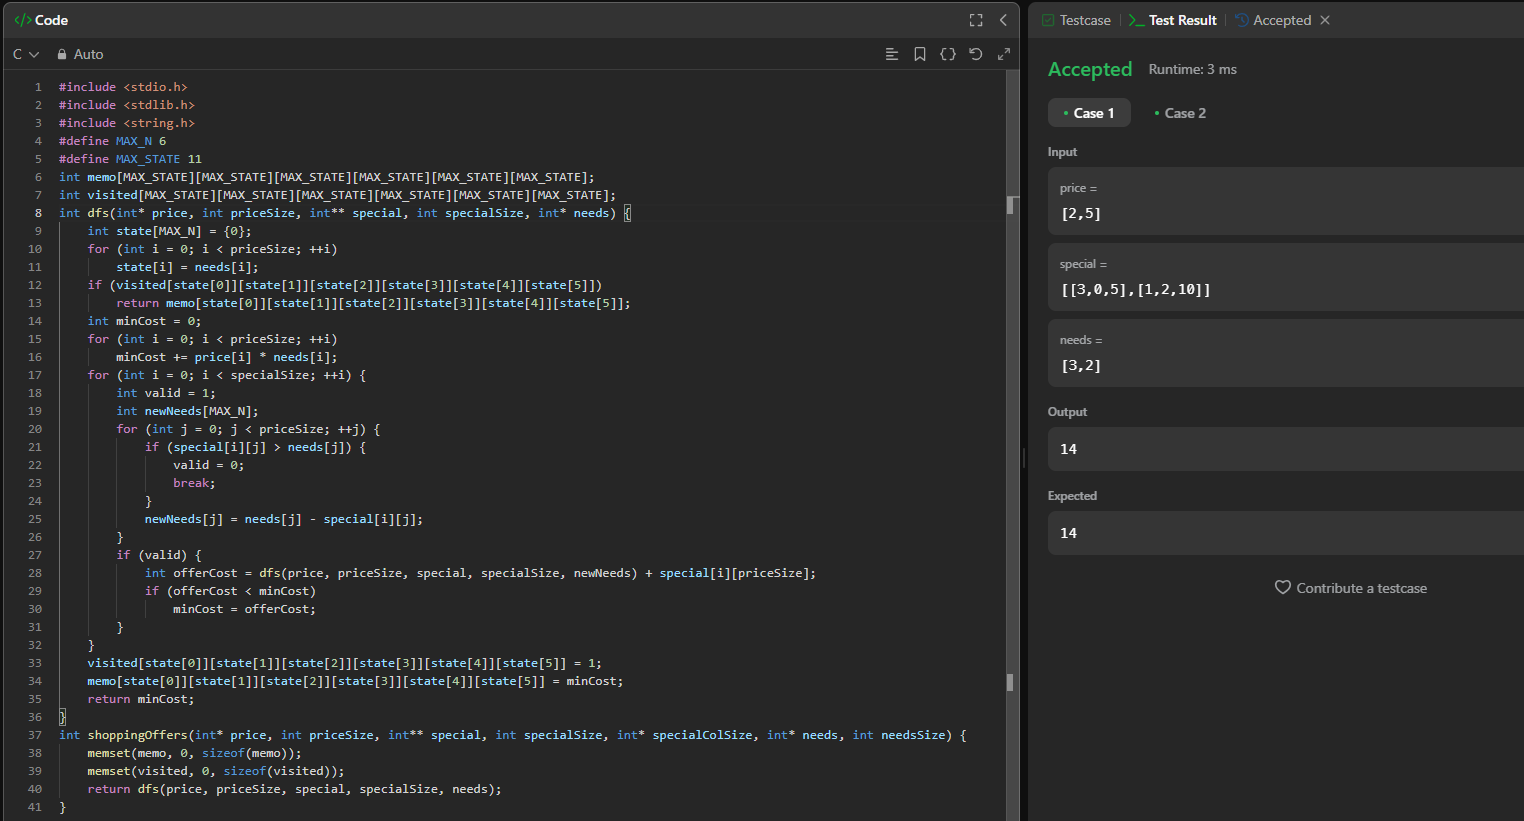 </> Code
C Auto
1 #include <stdio.h>
2 #include <stdlib.h>
3 #include <string.h>
4 #define MAX_N 6
5 #define MAX_STATE 11
6 int memo[MAX_STATE][MAX_STATE][MAX_STATE][MAX_STATE][MAX_STATE][MAX_STATE];
7 int visited[MAX_STATE][MAX_STATE][MAX_STATE][MAX_STATE][MAX_STATE][MAX_STATE];
8 int dfs(int* price, int priceSize, int** special, int specialSize, int* needs) {
9     int state[MAX_N] = {0};
10     for (int i = 0; i < priceSize; ++i)
11         state[i] = needs[i];
12     if (visited[state[0]][state[1]][state[2]][state[3]][state[4]][state[5]])
13         return memo[state[0]][state[1]][state[2]][state[3]][state[4]][state[5]];
14     int minCost = 0;
15     for (int i = 0; i < priceSize; ++i)
16         minCost += price[i] * needs[i];
17     for (int i = 0; i < specialSize; ++i) {
18         int valid = 1;
19         int newNeeds[MAX_N];
20         for (int j = 0; j < priceSize; ++j) {
21             if (special[i][j] > needs[j]) {
22                 valid = 0;
23                 break;
24             }
25             newNeeds[j] = needs[j] - special[i][j];
26         }
27         if (valid) {
28             int offerCost = dfs(price, priceSize, special, specialSize, newNeeds) + special[i][priceSize];
29             if (offerCost < minCost)
30                 minCost = offerCost;
31         }
32     }
33     visited[state[0]][state[1]][state[2]][state[3]][state[4]][state[5]] = 1;
34     memo[state[0]][state[1]][state[2]][state[3]][state[4]][state[5]] = minCost;
35     return minCost;
36 }
37 int shoppingOffers(int* price, int priceSize, int** special, int specialSize, int* specialColSize, int* needs, int needsSize) {
38     memset(memo, 0, sizeof(memo));
39     memset(visited, 0, sizeof(visited));
40     return dfs(price, priceSize, special, specialSize, needs);
41 }
Testcase Test Result Accepted
Accepted Runtime: 3 ms
Case 1 Case 2
Input
price =
[2,5]
special =
[[3,0,5],[1,2,10]]
needs =
[3,2]
Output
14
Expected
14
Contribute a testcase